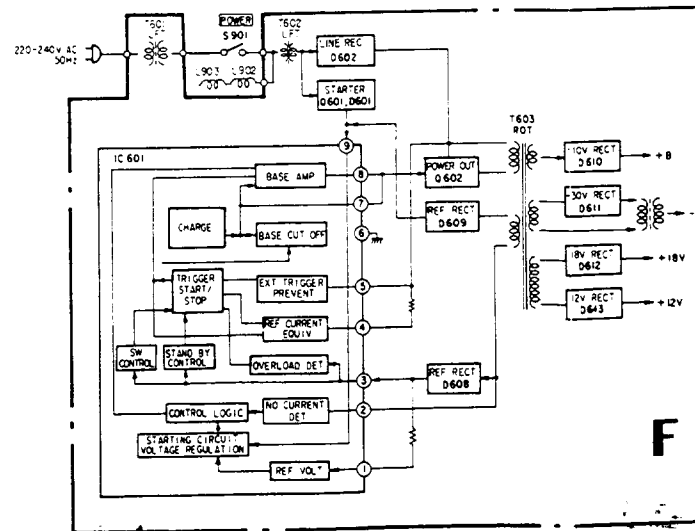 T601
LFT
POWER
S901
T602
LFT
220-240V AC
50Hz
L903
L902
LINE REC
D602
STARTER
Q601,D601
T603
ROT
IC 601
9
BASE AMP
8
POWER OUT
Q602
110V RECT
D610
+B
7
CHARGE
BASE CUT OFF
6
REF RECT
D609
-30V RECT
D611
TRIGGER
START/
STOP
EXT TRIGGER
PREVENT
5
18V RECT
D612
+18V
REF CURRENT
EQUIV
4
12V RECT
+12V
SW
CONTROL
STAND BY
CONTROL
OVERLOAD DET
3
REF RECT
D608
CONTROL LOGIC
NO CURRENT
DET
2
STARTING CIRCUIT
VOLTAGE REGULATION
REF VOLT
1
F